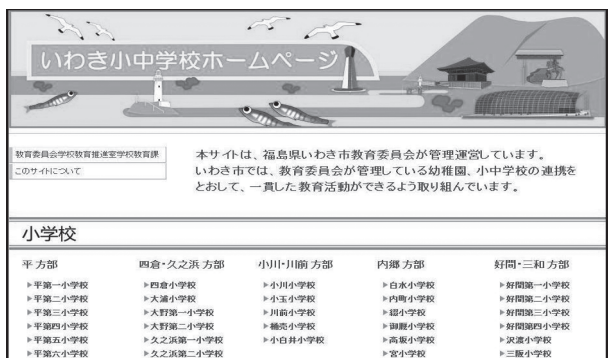 いわき小中学校ホームページ
教育委員会学校教育推進室学校教育課
このサイトについて
本サイトは、福島県いわき市教育委員会が管理運営しています。
いわき市では、教育委員会が管理している幼稚園、小中学校の連携を
とおして、一貫した教育活動ができるよう取り組んでいます。
小学校
平方部
平第一小学校
平第二小学校
平第三小学校
平第四小学校
平第五小学校
平第六小学校
四倉・久之浜方部
四倉小学校
大浦小学校
大野第一小学校
大野第二小学校
久之浜第一小学校
久之浜第二小学校
小川・川前方部
小川小学校
小玉小学校
川前小学校
桶売小学校
小白井小学校
内郷方部
白水小学校
内町小学校
綴小学校
御厩小学校
高坂小学校
宮小学校
好間・三和方部
好間第一小学校
好間第二小学校
好間第三小学校
好間第四小学校
沢渡小学校
三阪小学校